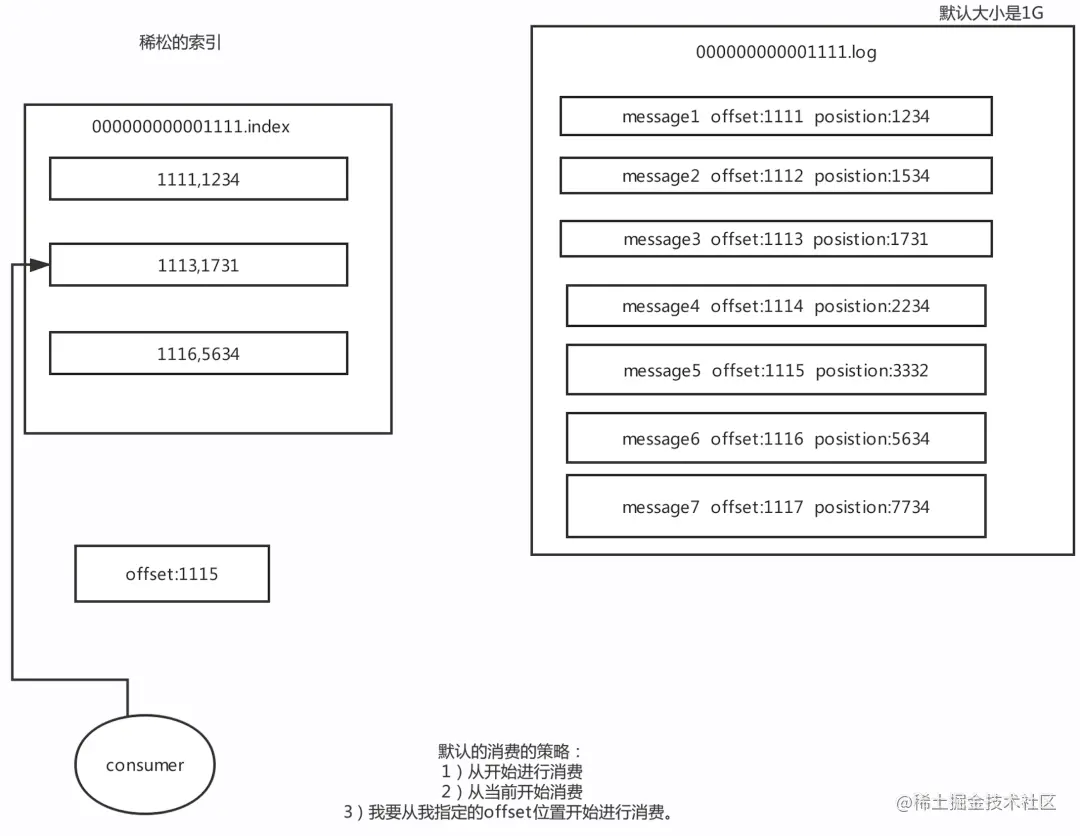 默认大小是1G
稀松的索引
000000000001111.index
1111,1234
1113,1731
1116,5634
000000000001111.log
message1 offset:1111 posistion:1234
message2 offset:1112 posistion:1534
message3 offset:1113 posistion:1731
message4 offset:1114 posistion:2234
message5 offset:1115 posistion:3332
message6 offset:1116 posistion:5634
message7 offset:1117 posistion:7734
offset:1115
consumer
默认的消费的策略：
1）从开始进行消费
2）从当前开始消费
3）我要从我指定的offset位置开始进行消费。
@稀土掘金技术社区